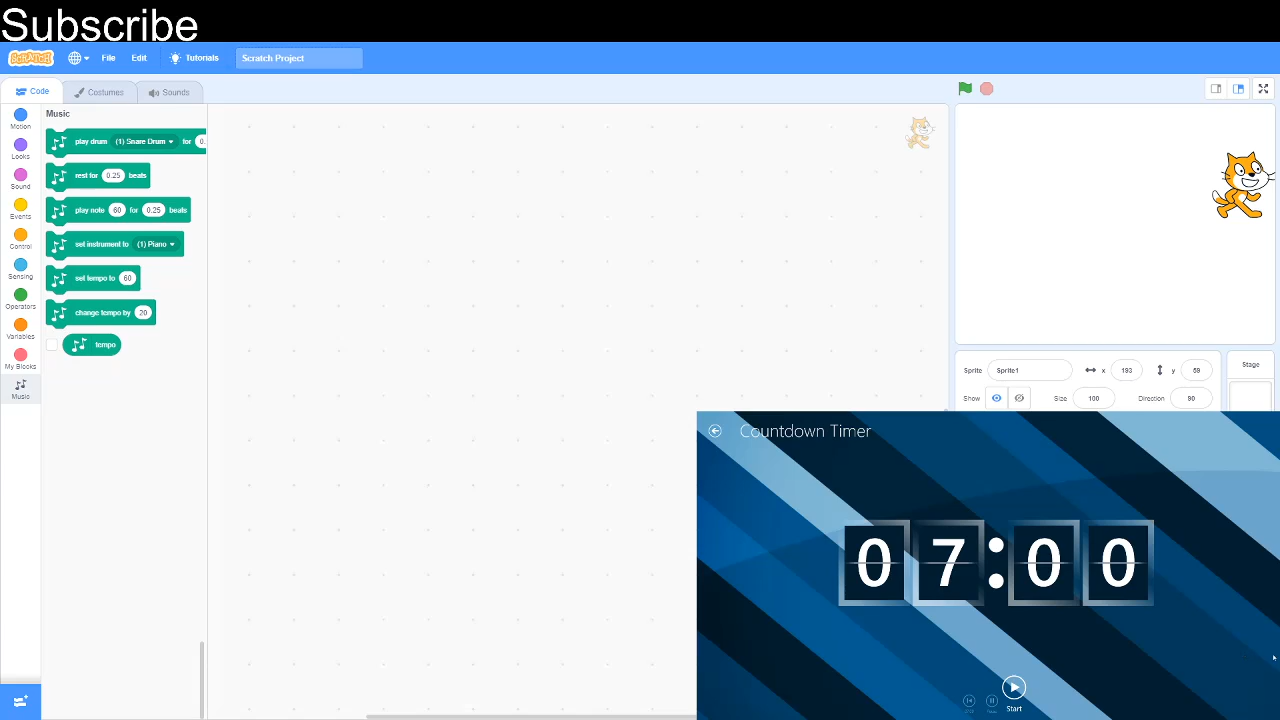 Subscribe
SCRATCH File Edit Tutorials Scratch Project
Code Costumes Sounds
Motion
Looks
Sound
Events
Control
Sensing
Operators
Variables
My Blocks
Music
Music
play drum (1) Snare Drum for 0.
rest for 0.25 beats
play note 60 for 0.25 beats
set instrument to (1) Piano
set tempo to 60
change tempo by 20
tempo
Sprite Sprite1 x 193 y 59
Show Size 100 Direction 90
Stage
Countdown Timer
07:00
Start